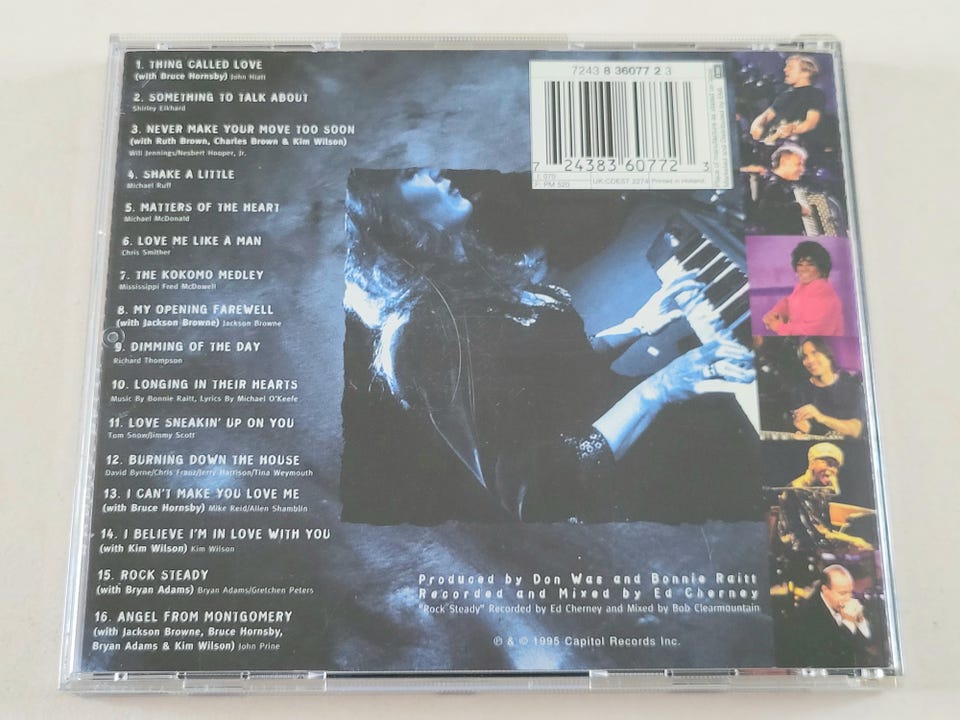 1. THING CALLED LOVE
(with Bruce Hornsby) John Hiatt
2. SOMETHING TO TALK ABOUT
Shirley Eikhard
3. NEVER MAKE YOUR MOVE TOO SOON
(with Ruth Brown, Charles Brown & Kim Wilson)
Will Jennings/Nesbert Hooper, Jr.
4. SHAKE A LITTLE
Michael Ruff
5. MATTERS OF THE HEART
Michael McDonald
6. LOVE ME LIKE A MAN
Chris Smither
7. THE KOKOMO MEDLEY
Mississippi Fred McDowell
8. MY OPENING FAREWELL
(with Jackson Browne) Jackson Browne
9. DIMMING OF THE DAY
Richard Thompson
10. LONGING IN THEIR HEARTS
Music By Bonnie Raitt, Lyrics By Michael O'Keefe
11. LOVE SNEAKIN' UP ON YOU
Tom Snow/Jimmy Scott
12. BURNING DOWN THE HOUSE
David Byrne/Chris Franz/Jerry Harrison/Tina Weymouth
13. I CAN'T MAKE YOU LOVE ME
(with Bruce Hornsby) Mike Reid/Allen Shamblin
14. I BELIEVE I'M IN LOVE WITH YOU
(with Kim Wilson) Kim Wilson
15. ROCK STEADY
(with Bryan Adams) Bryan Adams/Gretchen Peters
16. ANGEL FROM MONTGOMERY
(with Jackson Browne, Bruce Hornsby,
Bryan Adams & Kim Wilson) John Prine
7243 8 36077 2 3
7 24383 60772 3
I: 070
F: PM 520
UK:CDEST 2274
Printed in Holland
Produced by Don Was and Bonnie Raitt
Recorded and Mixed by Ed Cherney
"Rock Steady" Recorded by Ed Cherney and Mixed by Bob Clearmountain
℗ & © 1995 Capitol Records Inc.